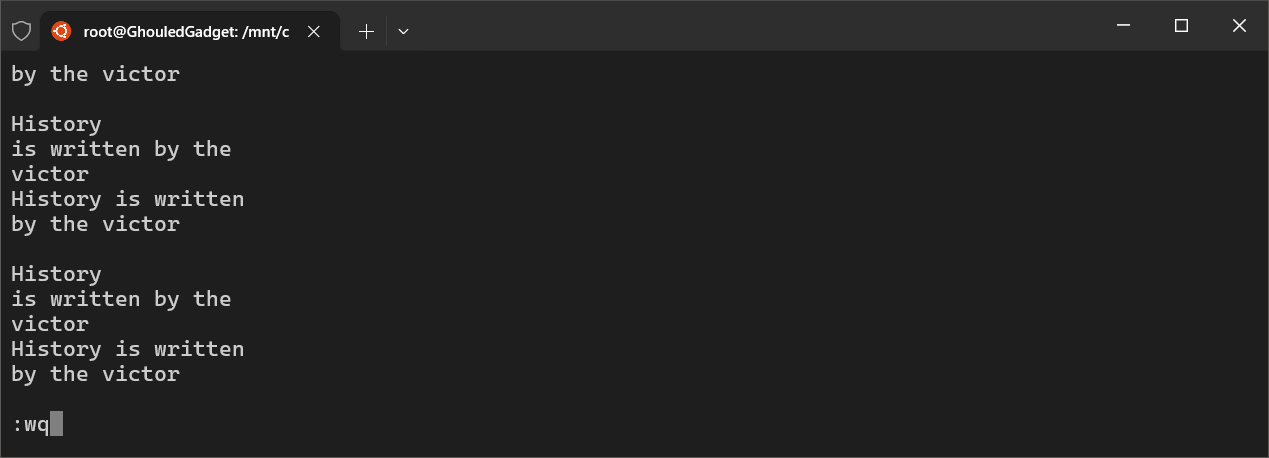 root@GhouledGadget: /mnt/c
by the victor
History
is written by the
victor
History is written
by the victor
History
is written by the
victor
History is written
by the victor
:wq